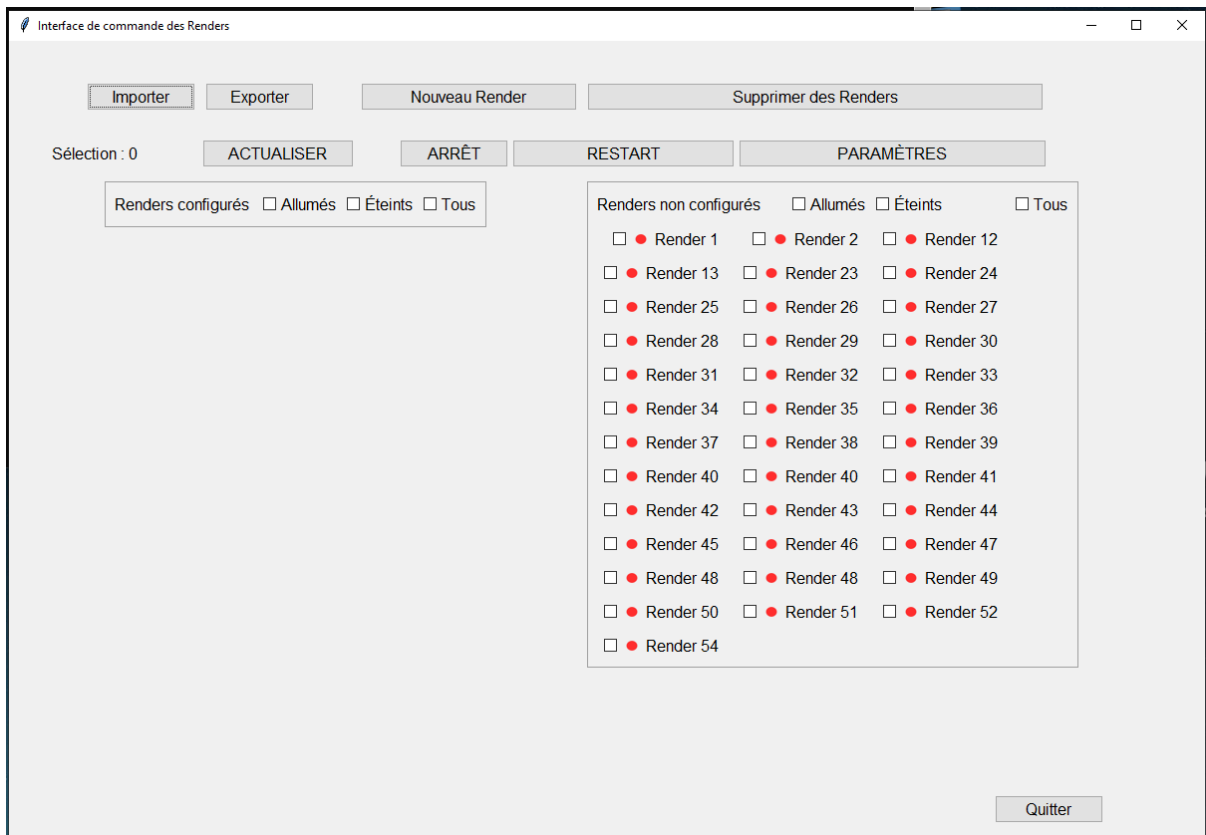 Interface de commande des Renders
Importer Exporter Nouveau Render Supprimer des Renders
Sélection : 0 ACTUALISER ARRÊT RESTART PARAMÈTRES
Renders configurés Allumés Éteints Tous
Renders non configurés Allumés Éteints Tous
Render 1 Render 2 Render 12
Render 13 Render 23 Render 24
Render 25 Render 26 Render 27
Render 28 Render 29 Render 30
Render 31 Render 32 Render 33
Render 34 Render 35 Render 36
Render 37 Render 38 Render 39
Render 40 Render 40 Render 41
Render 42 Render 43 Render 44
Render 45 Render 46 Render 47
Render 48 Render 48 Render 49
Render 50 Render 51 Render 52
Render 54
Quitter